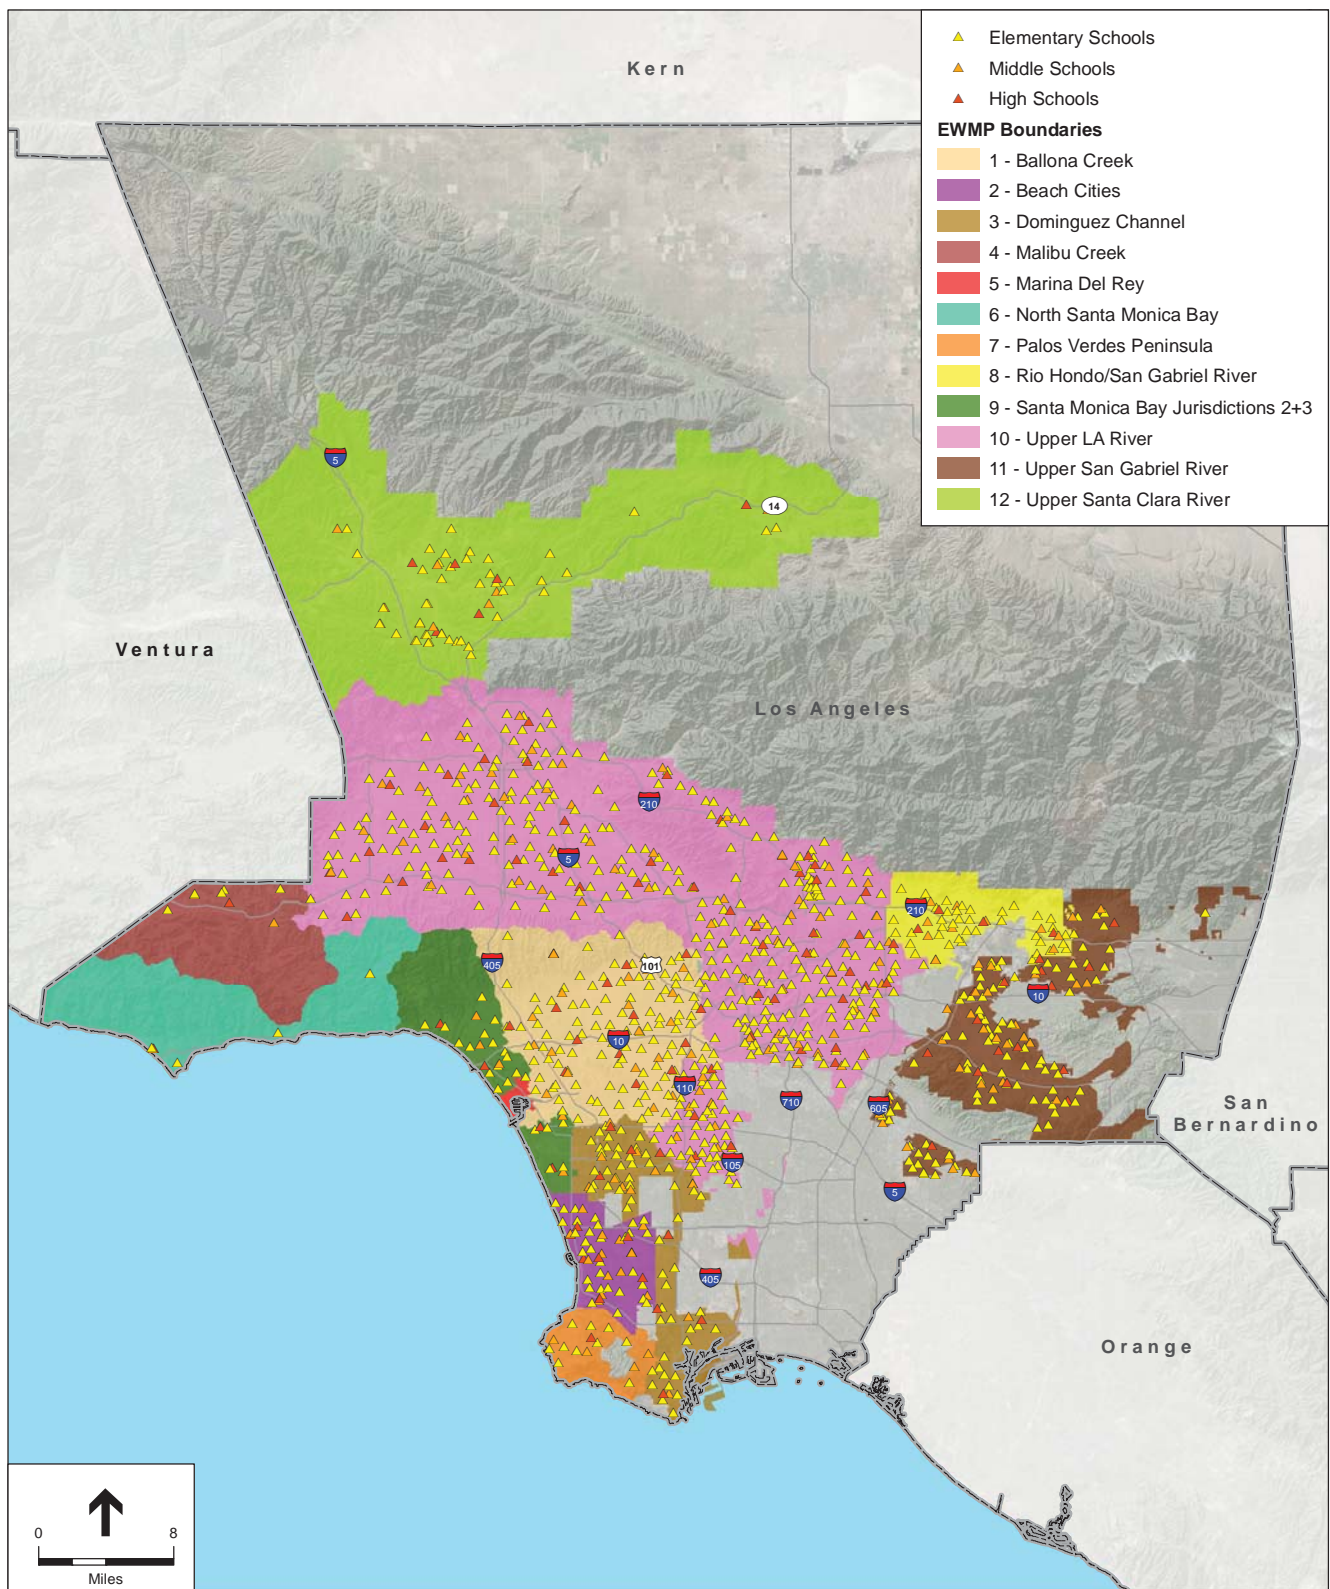 Elementary Schools
Middle Schools
High Schools
EWMP Boundaries
1 - Ballona Creek
2 - Beach Cities
3 - Dominguez Channel
4 - Malibu Creek
5 - Marina Del Rey
6 - North Santa Monica Bay
7 - Palos Verdes Peninsula
8 - Rio Hondo/San Gabriel River
9 - Santa Monica Bay Jurisdictions 2+3
10 - Upper LA River
11 - Upper San Gabriel River
12 - Upper Santa Clara River
Kern
5
14
Ventura
Los Angeles
210
5
210
405
101
10
10
110
710
605
San
Bernardino
105
5
405
Orange
0 8
Miles